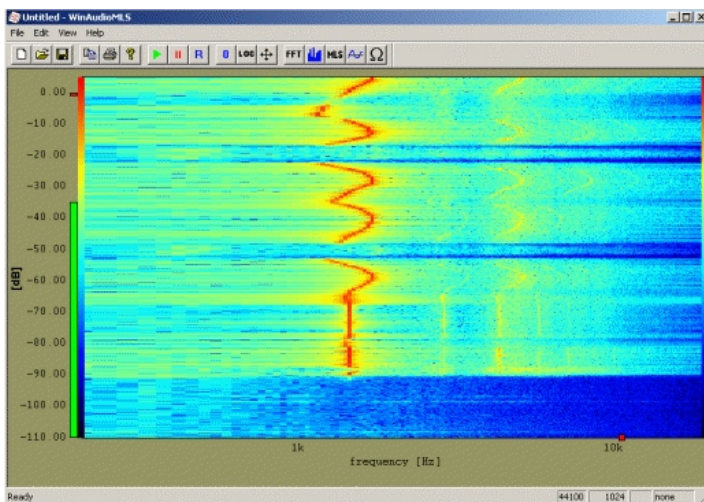 Untitled - WinAudioMLS
File Edit View Help
R 0 LOG FFT MLS Ω
0.00
-10.00
-20.00
-30.00
-40.00
-50.00
[dB]
-60.00
-70.00
-80.00
-90.00
-100.00
-110.00
1k 10k
frequency [Hz]
Ready 44100 1024 none